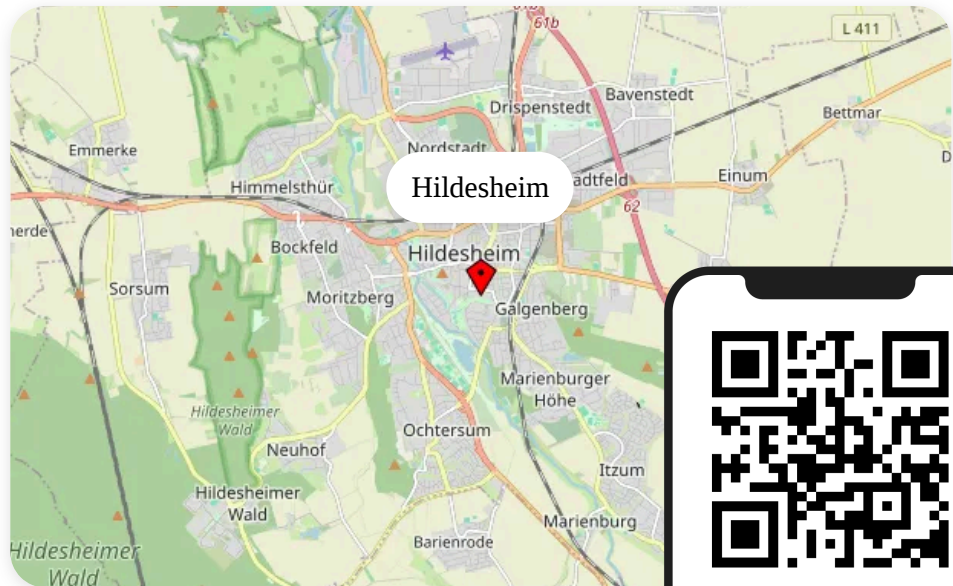 61b
61b
L 411
Drispenstedt
Bavenstedt
Bettmar
Emmerke
Nordstadt
Himmelsthür
Hildesheim
adtfeld
Einum
62
Bockfeld
Hildesheim
Sorsum
Moritzberg
Galgenberg
Marienburger
Höhe
Hildesheimer
Wald
Ochtersum
Neuhof
Itzum
Hildesheimer
Wald
Marienburg
Barienrode
Hildesheimer
Wald